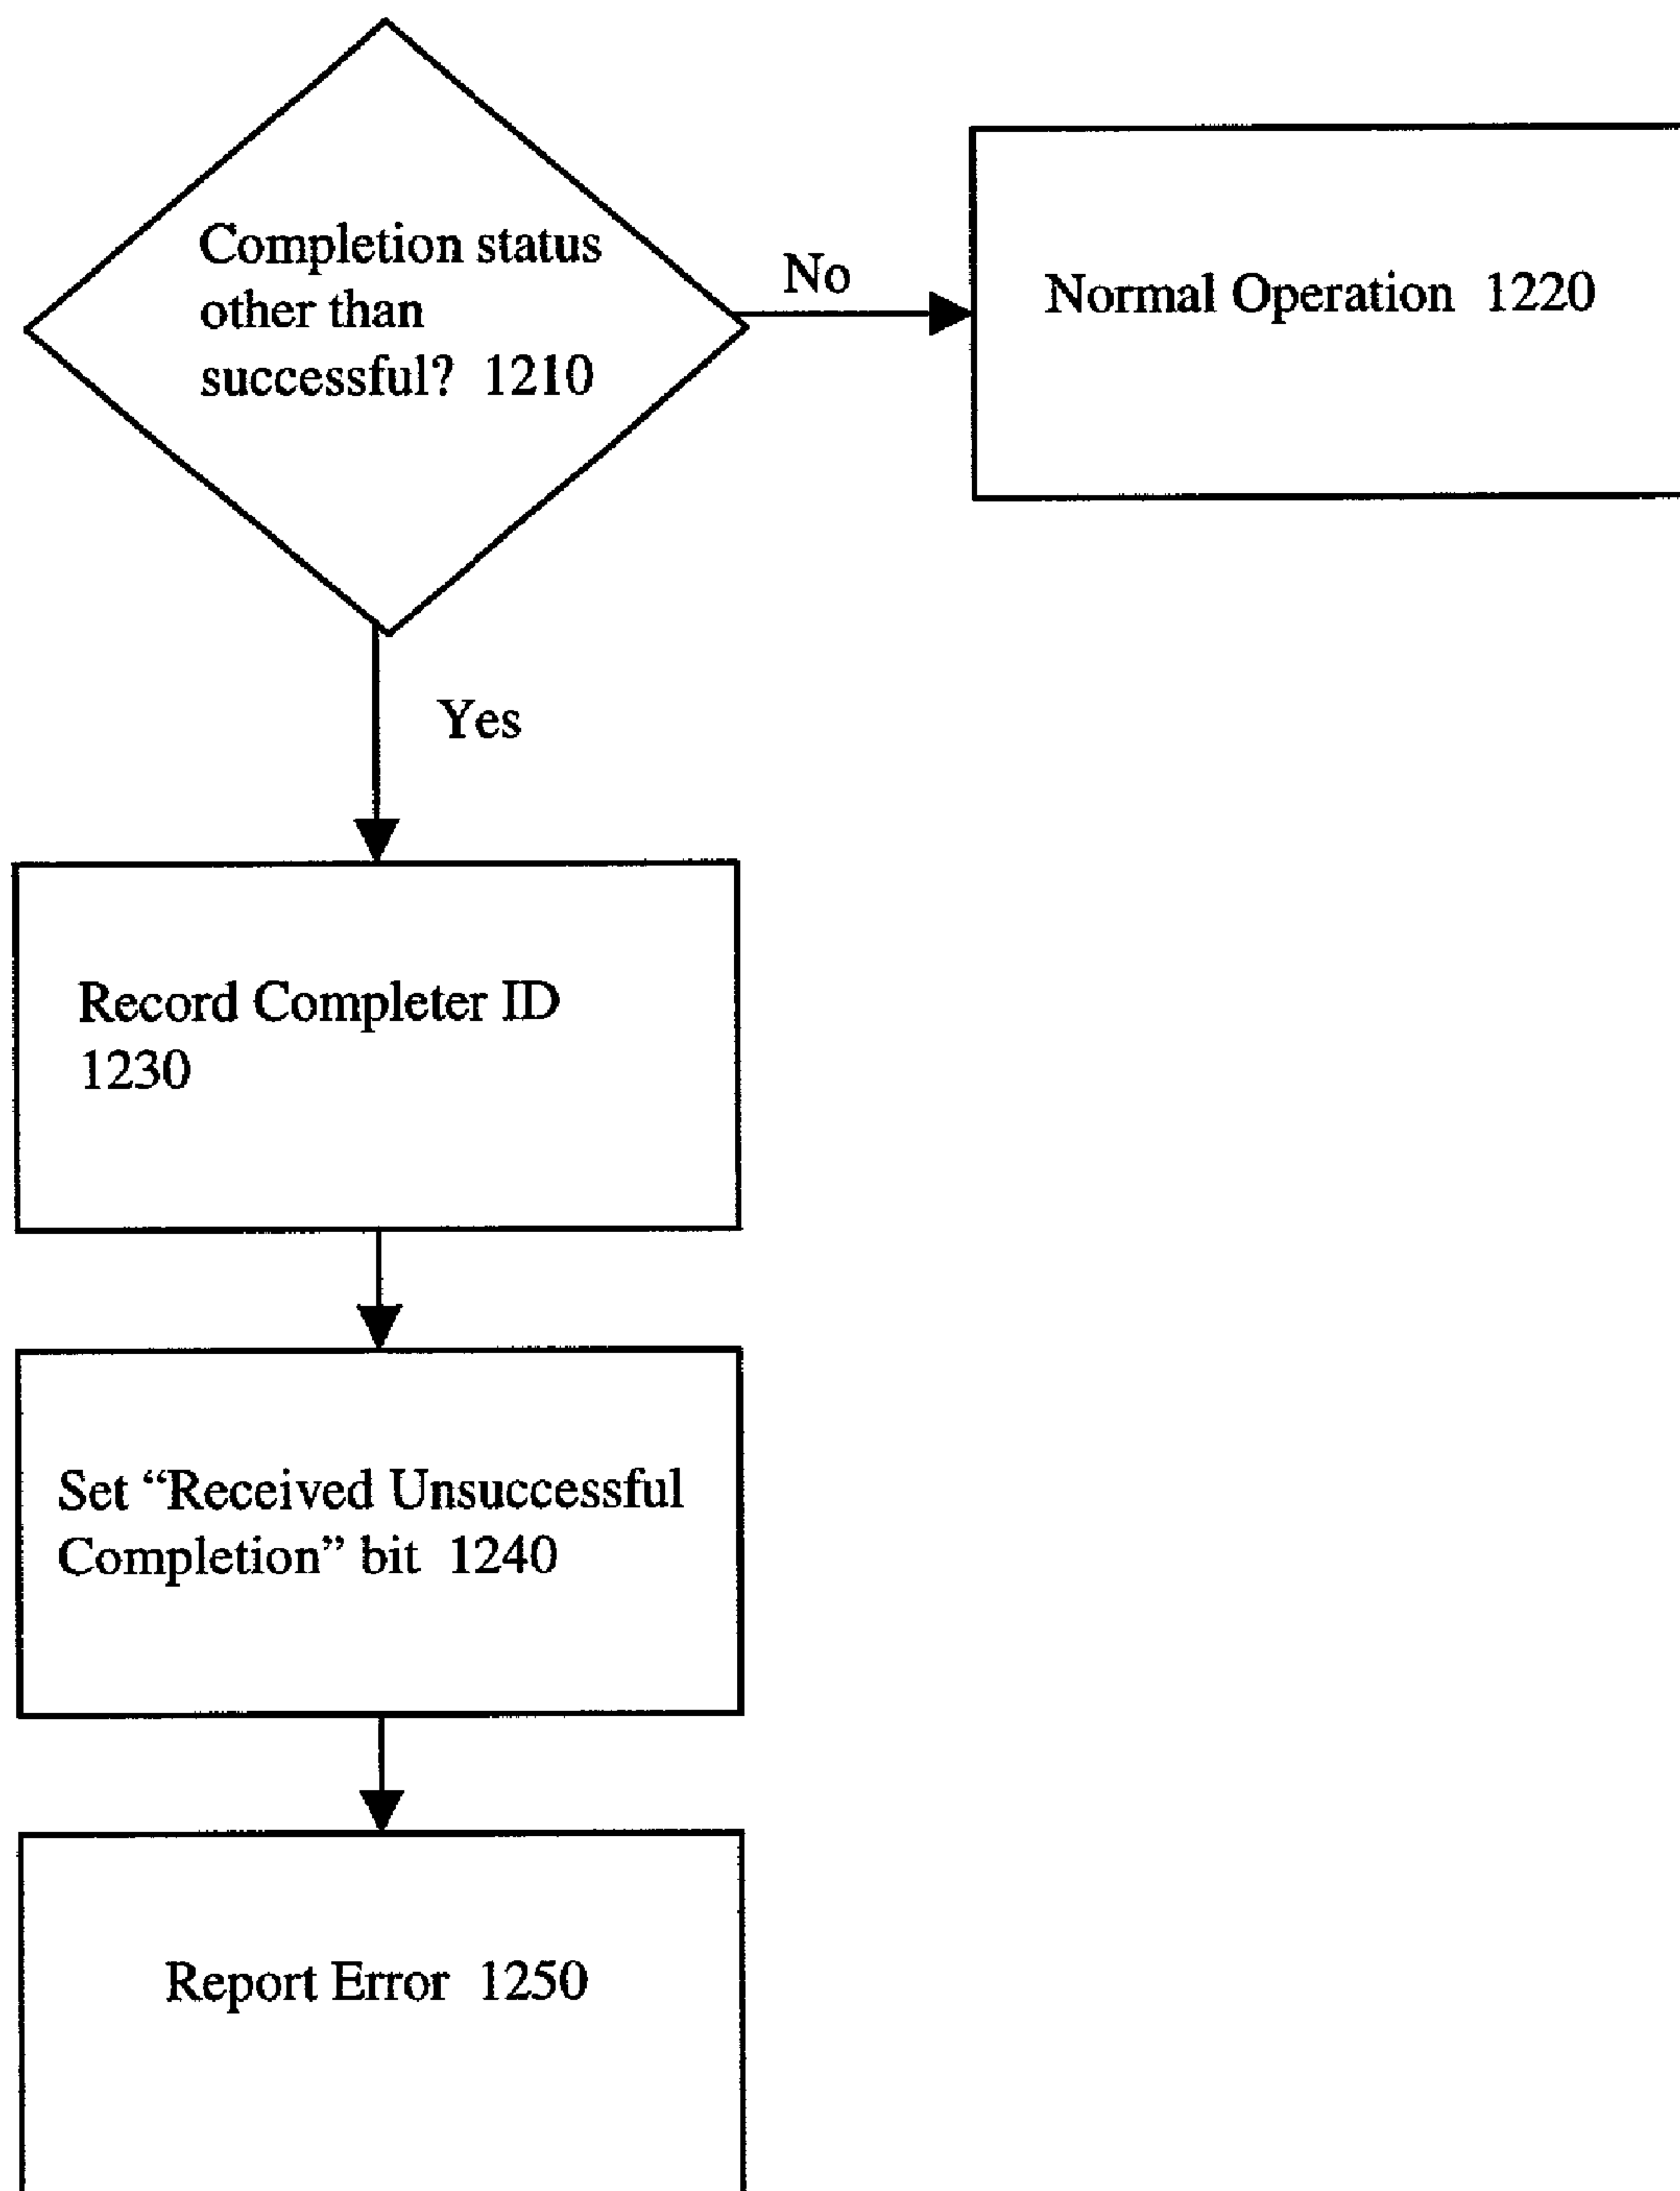 Completion status
other than
successful? 1210
No
Normal Operation 1220
Yes
Record Completer ID
1230
Set “Received Unsuccessful
Completion” bit 1240
Report Error 1250